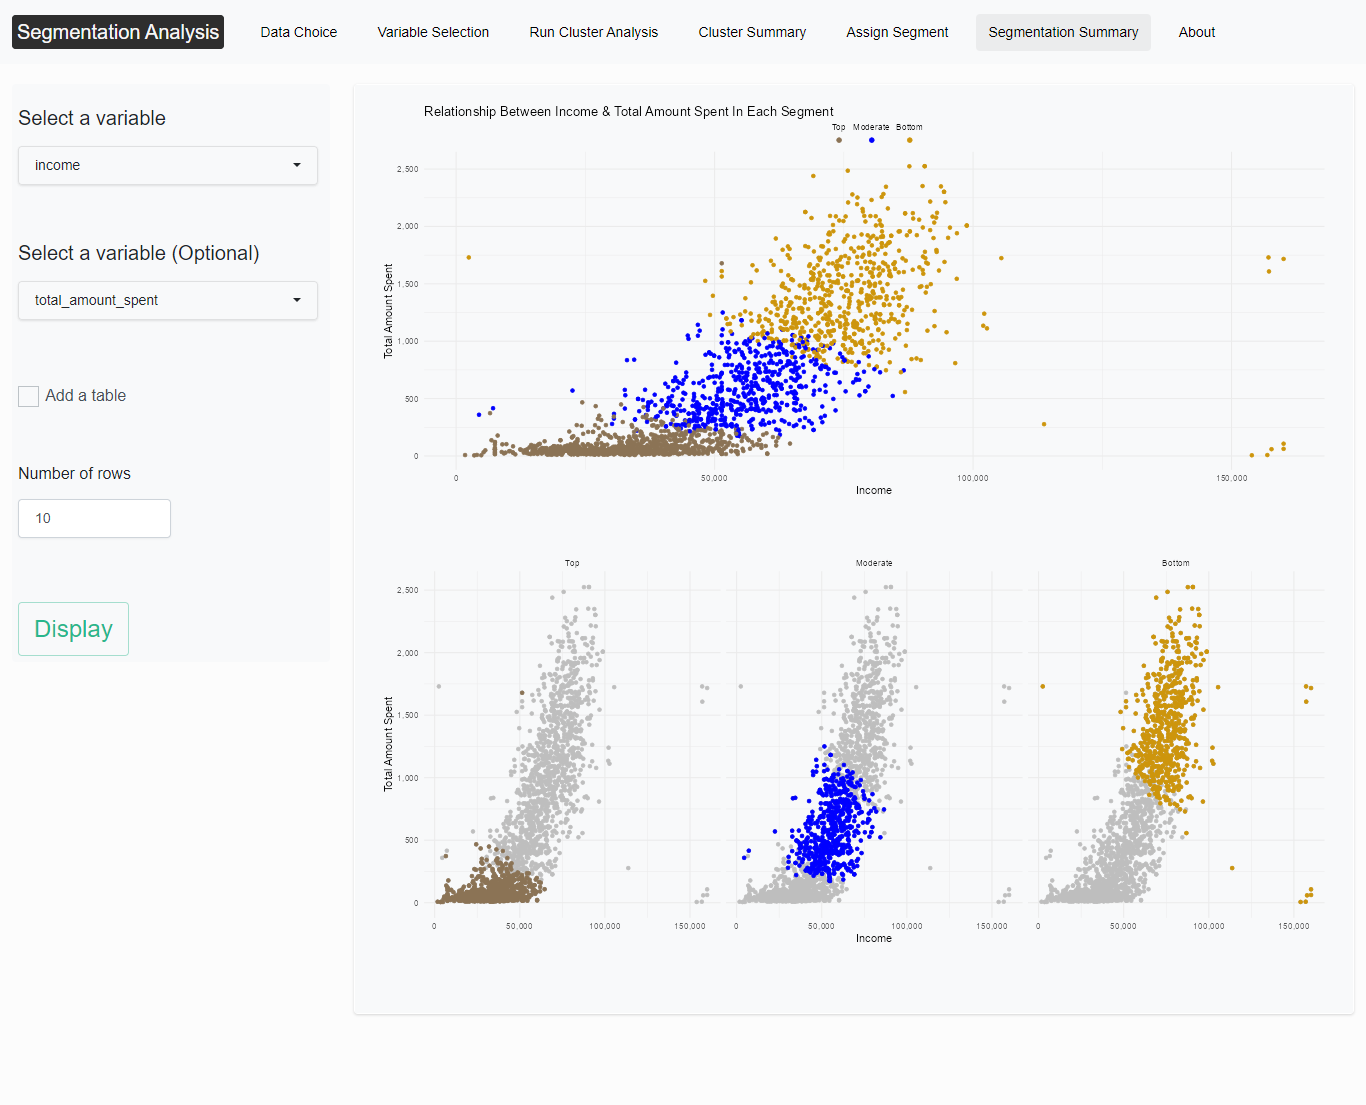 Segmentation Analysis
Data Choice
Variable Selection
Run Cluster Analysis
Cluster Summary
Assign Segment
Segmentation Summary
About
Select a variable
income
Select a variable (Optional)
total_amount_spent
Add a table
Number of rows
10
Display
Relationship Between Income & Total Amount Spent In Each Segment
Top Moderate Bottom
2,500
2,000
1,500
1,000
500
0
Total Amount Spent
0 50,000 100,000 150,000
Income
Top Moderate Bottom
2,500
2,000
1,500
1,000
500
0
Total Amount Spent
0 50,000 100,000 150,000 0 50,000 100,000 150,000 0 50,000 100,000 150,000
Income